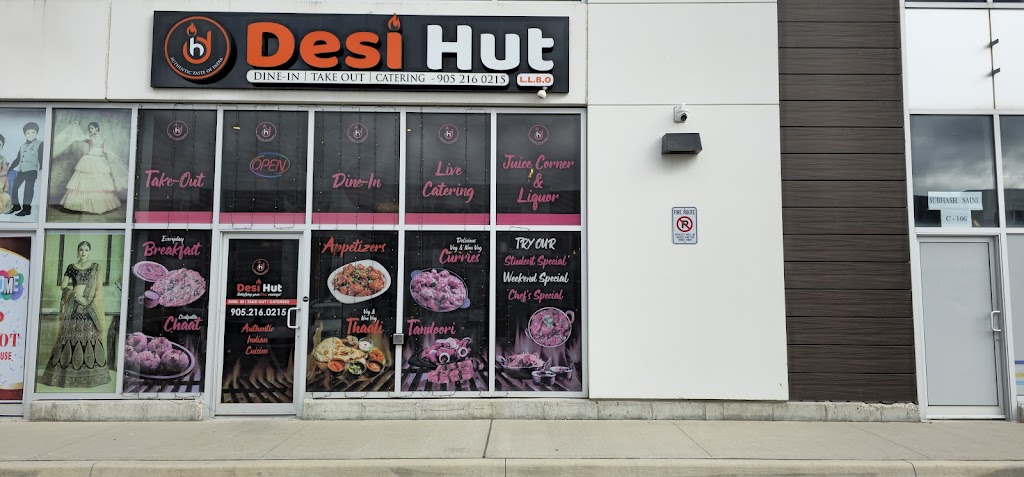 Desi Hut
AUTHENTIC TASTE OF INDIA
DINE-IN | TAKE OUT | CATERING - 905 216 0215
L.L.B.O
Take-Out
OPEN
Dine-In
Live
Catering
Juice Corner
&
Liquor
Everyday
Breakfast
Chaat
Desi Hut
DINE-IN | TAKE OUT | CATERING
905.216.0215
Authentic
Indian
Cuisine
Appetizers
Veg &
Non Veg
Thaali
Delicious
Veg & Non Veg
Curries
Tandoori
TRY OUR
Student Special
Weekend Special
Chef's Special
FIRE ROUTE
SUBHASH SAINI
C-106